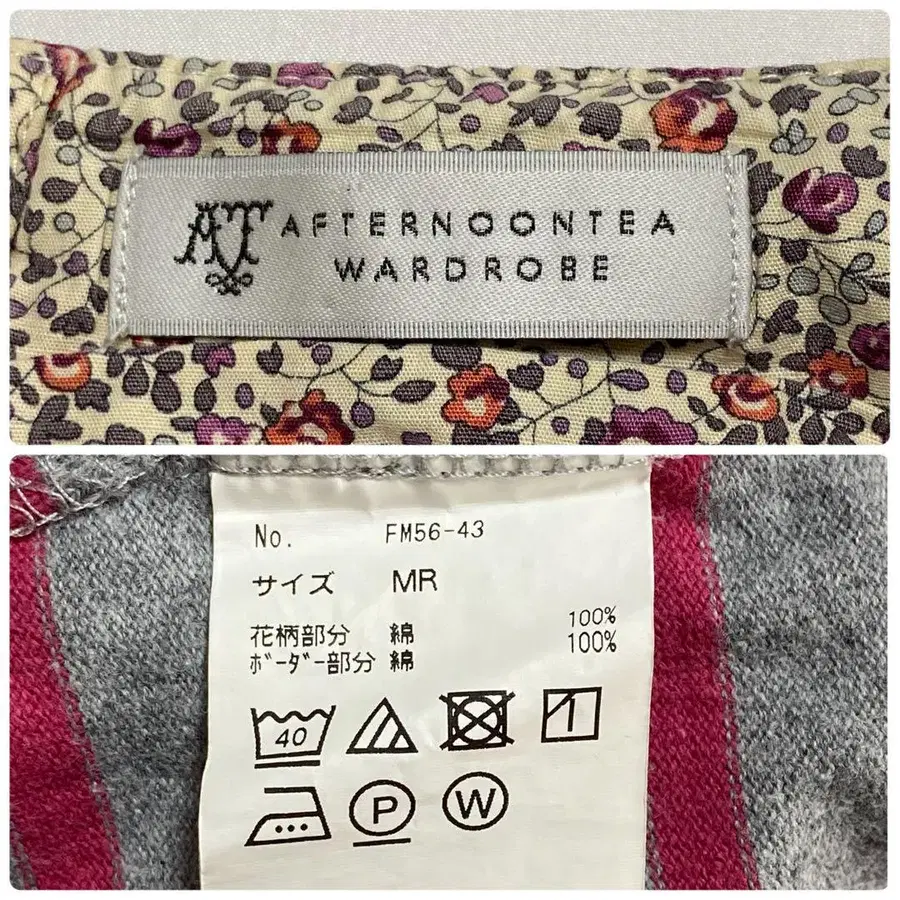 AT AFTERNOONTEA
WARDROBE
No. FM56-43
サイズ MR
花柄部分 綿 100%
ﾎﾞｰﾀﾞｰ部分 綿 100%
40
P W